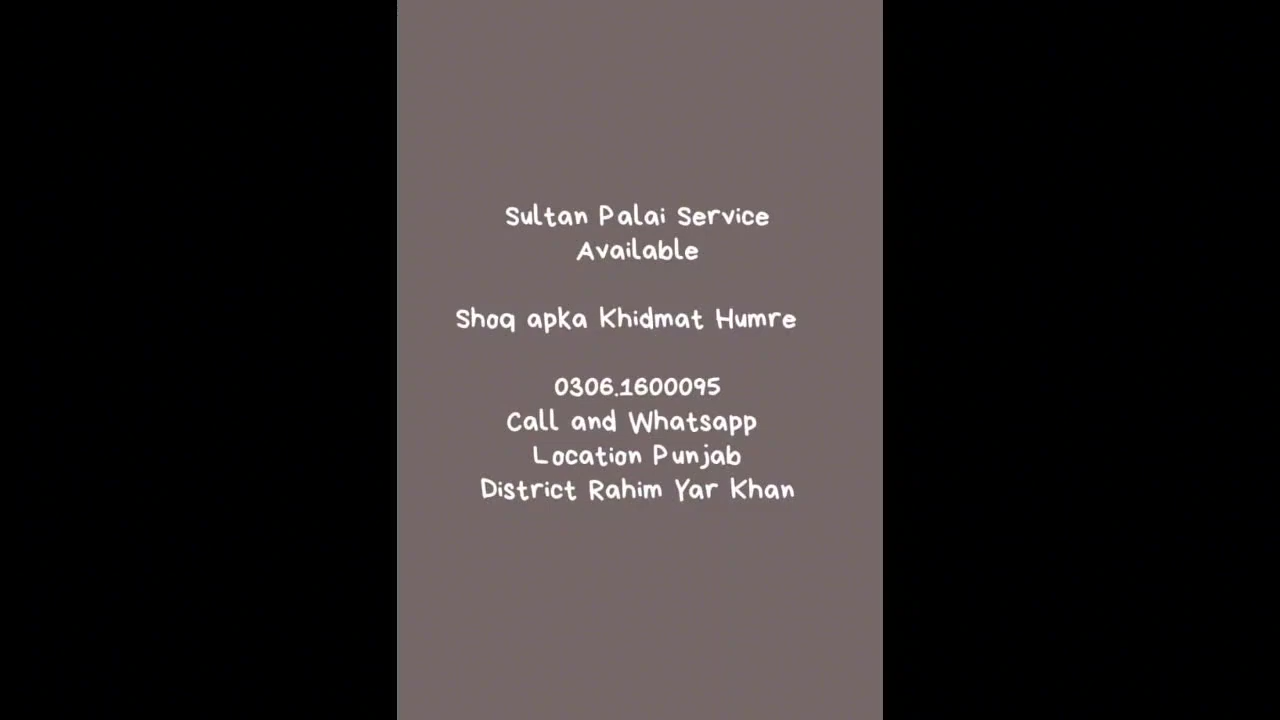 Sultan Palai Service
Available
Shoq apka Khidmat Humre
0306.1600095
Call and Whatsapp
Location Punjab
District Rahim Yar Khan